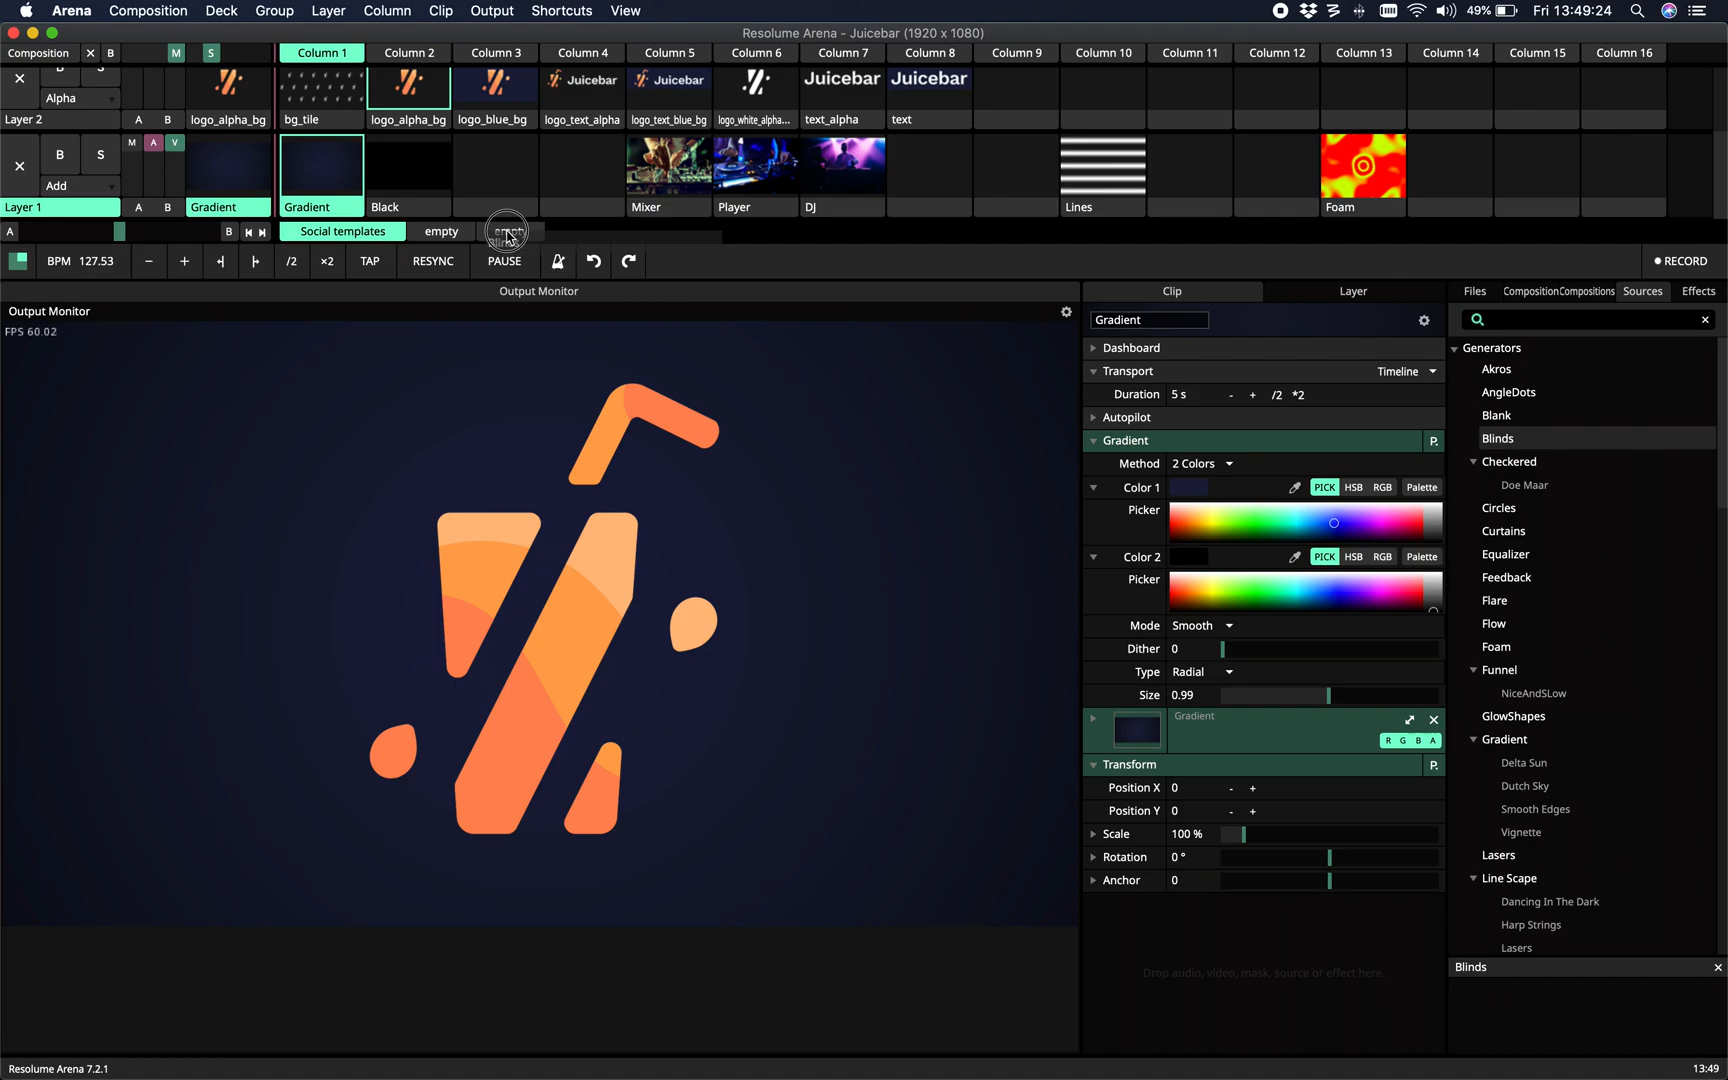 Arena Composition Deck Group Layer Column Clip Output Shortcuts View 49% Fri 13:49:24
Resolume Arena - Juicebar (1920 x 1080)
Composition B M S Column 1 Column 2 Column 3 Column 4 Column 5 Column 6 Column 7 Column 8 Column 9 Column 10 Column 11 Column 12 Column 13 Column 14 Column 15 Column 16
B S Juicebar Juicebar Juicebar Juicebar
Alpha
Layer 2 A B logo_alpha_bg bg_tile logo_alpha_bg logo_blue_bg logo_text_alpha logo_text_blue_bg logo_white_alpha... text_alpha text
B S M A V
Add
Layer 1 A B Gradient Gradient Black Mixer Player DJ Lines Foam
A B Social templates empty empty
Blinds
BPM 127.53 - + /2 ×2 TAP RESYNC PAUSE RECORD
Output Monitor Clip Layer Files Composition Compositions Sources Effects
Output Monitor
FPS 60.02
Gradient
Dashboard
Transport Timeline
Duration 5 s - + /2 *2
Autopilot
Gradient P.
Method 2 Colors
Color 1 PICK HSB RGB Palette
Picker
Color 2 PICK HSB RGB Palette
Picker
Mode Smooth
Dither 0
Type Radial
Size 0.99
Gradient
R G B A
Transform P.
Position X 0 - +
Position Y 0 - +
Scale 100 %
Rotation 0 °
Anchor 0
Drop audio, video, mask, source or effect here.
Generators
Akros
AngleDots
Blank
Blinds
Checkered
Doe Maar
Circles
Curtains
Equalizer
Feedback
Flare
Flow
Foam
Funnel
NiceAndSLow
GlowShapes
Gradient
Delta Sun
Dutch Sky
Smooth Edges
Vignette
Lasers
Line Scape
Dancing In The Dark
Harp Strings
Lasers
Blinds
Resolume Arena 7.2.1 13:49